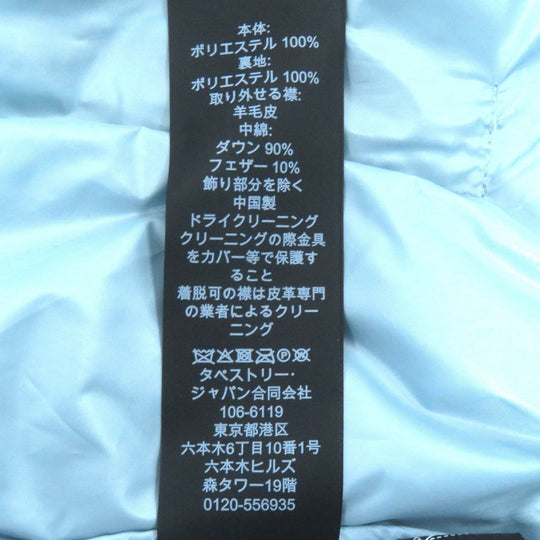 本体:
ポリエステル 100%
裏地:
ポリエステル 100%
取り外せる襟:
羊毛皮
中綿:
ダウン 90%
フェザー 10%
飾り部分を除く
中国製
ドライクリーニング
クリーニングの際金具
をカバー等で保護す
ること
着脱可の襟は皮革専門
の業者によるクリー
ニング
タペストリー・
ジャパン合同会社
106-6119
東京都港区
六本木6丁目10番1号
六本木ヒルズ
森タワー19階
0120-556935